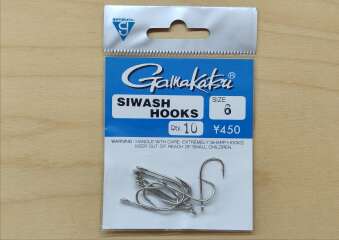 Gamakatsu®
SIWASH
HOOKS
SIZE
6
Qty. 10
¥450
WARNING: HANDLE WITH CARE. EXTREMELY SHARP HOOKS.
KEEP OUT OF REACH OF SMALL CHILDREN.